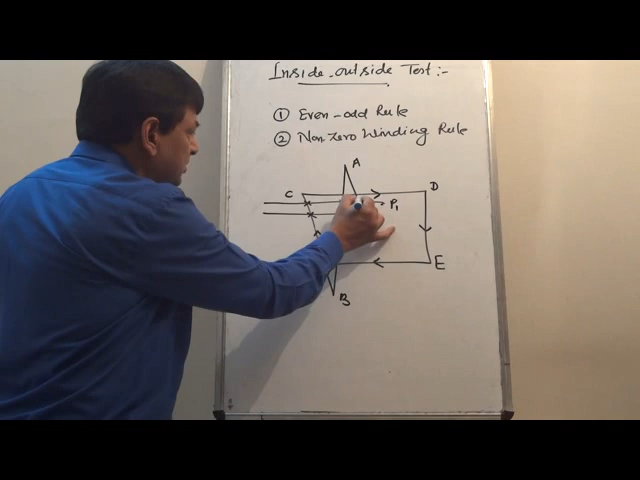 Inside-outside Test:-
① Even-odd Rule
② Non Zero Winding Rule
A
C D
P1
E
B